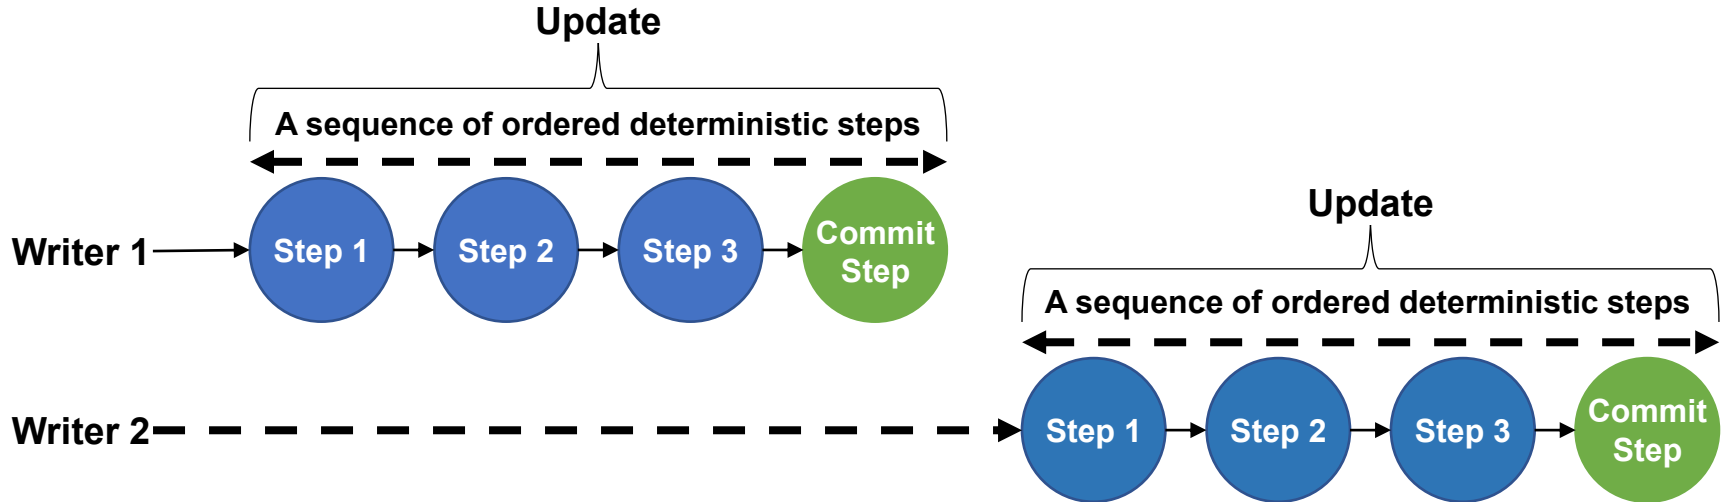 Update
A sequence of ordered deterministic steps
Writer 1
Step 1
Step 2
Step 3
Commit
Step
Update
A sequence of ordered deterministic steps
Writer 2
Step 1
Step 2
Step 3
Commit
Step